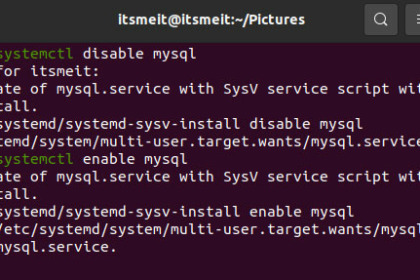 itsmeit@itsmeit:~/Pictures
systemctl disable mysql
for itsmeit:
ate of mysql.service with SysV service script wit
tall.
systemd/systemd-sysv-install disable mysql
temd/system/multi-user.target.wants/mysql.service
systemctl enable mysql
ate of mysql.service with SysV service script wit
tall.
systemd/systemd-sysv-install enable mysql
/etc/systemd/system/multi-user.target.wants/mysql
mysql.service.